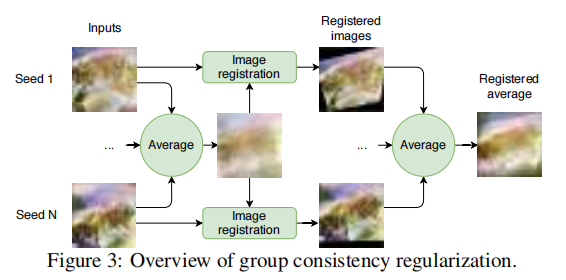 Inputs
Registered
images
Seed 1
Image
registration
Registered
average
...
Average
...
Average
Seed N
Image
registration
Figure 3: Overview of group consistency regularization.